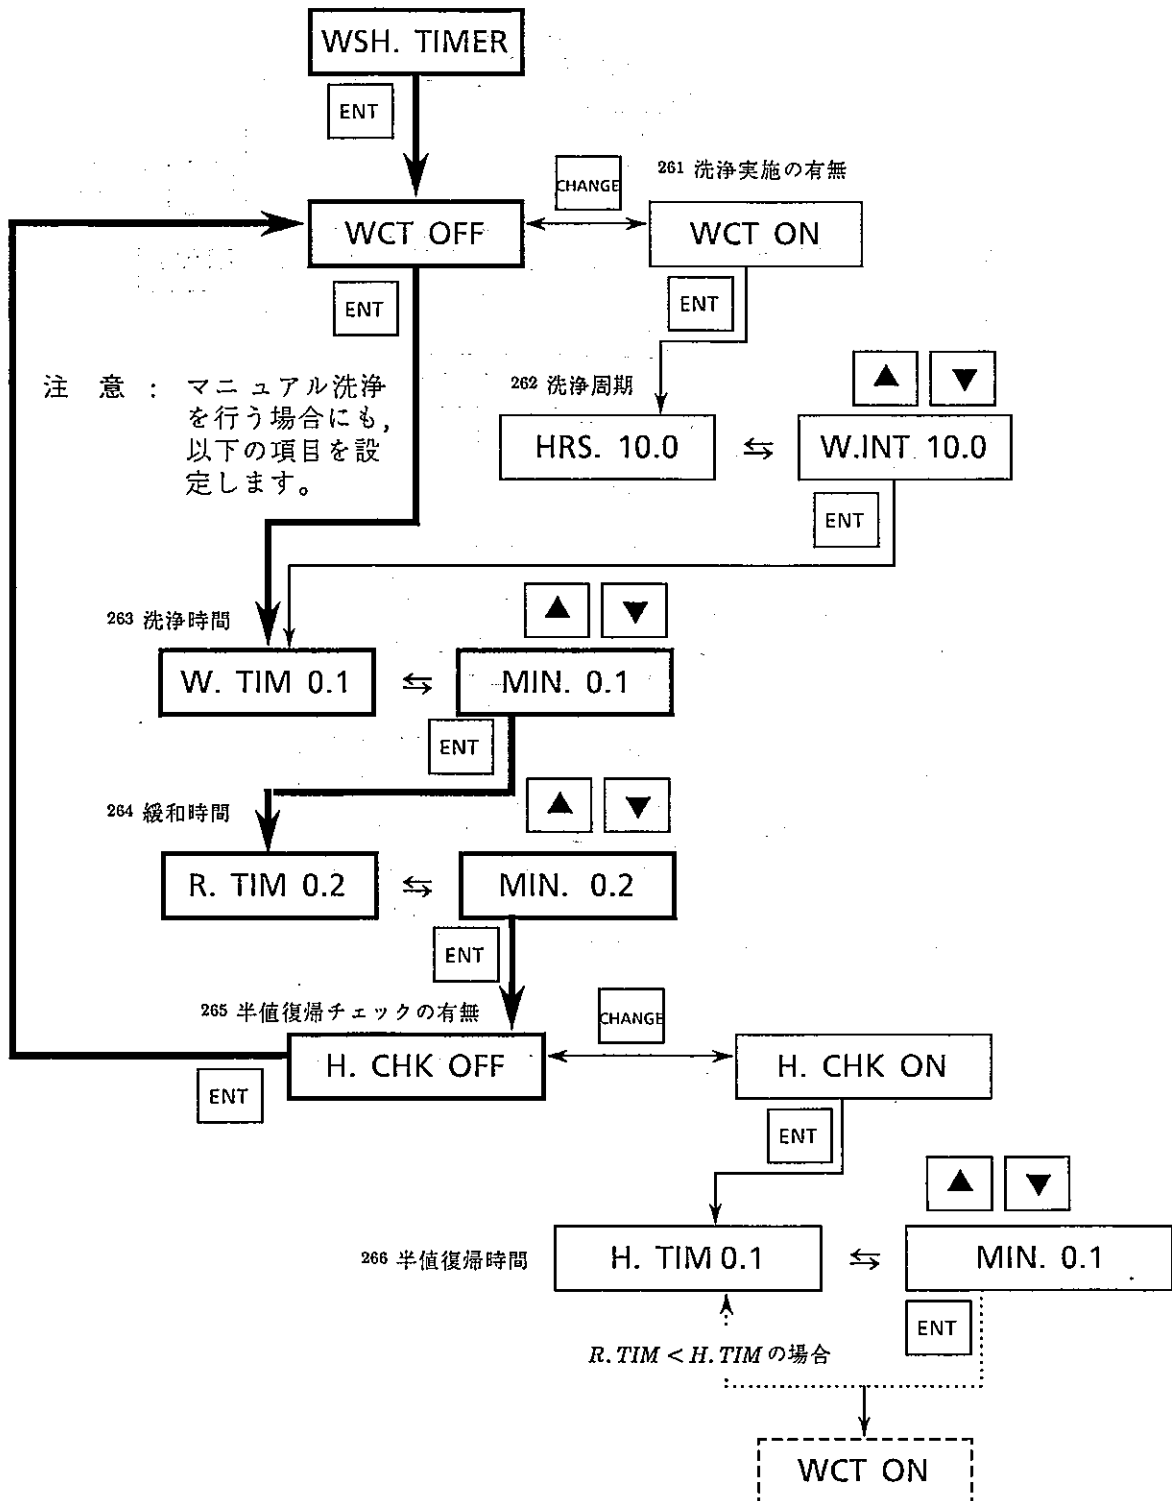 WSH. TIMER
ENT
CHANGE
261 洗浄実施の有無
WCT OFF
WCT ON
ENT
ENT
注 意 : マニュアル洗浄
を行う場合にも,
以下の項目を設
定します。
262 洗浄周期
▲ ▼
HRS. 10.0 ⇆ W.INT 10.0
ENT
263 洗浄時間
▲ ▼
W. TIM 0.1 ⇆ MIN. 0.1
ENT
264 緩和時間
▲ ▼
R. TIM 0.2 ⇆ MIN. 0.2
ENT
265 半値復帰チェックの有無
CHANGE
H. CHK OFF
H. CHK ON
ENT
ENT
▲ ▼
266 半値復帰時間
H. TIM 0.1 ⇆ MIN. 0.1
ENT
R. TIM < H. TIM の場合
WCT ON